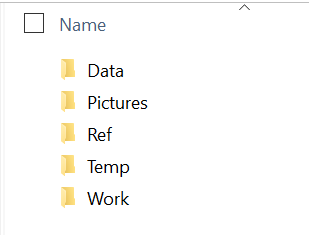 Name
Data
Pictures
Ref
Temp
Work